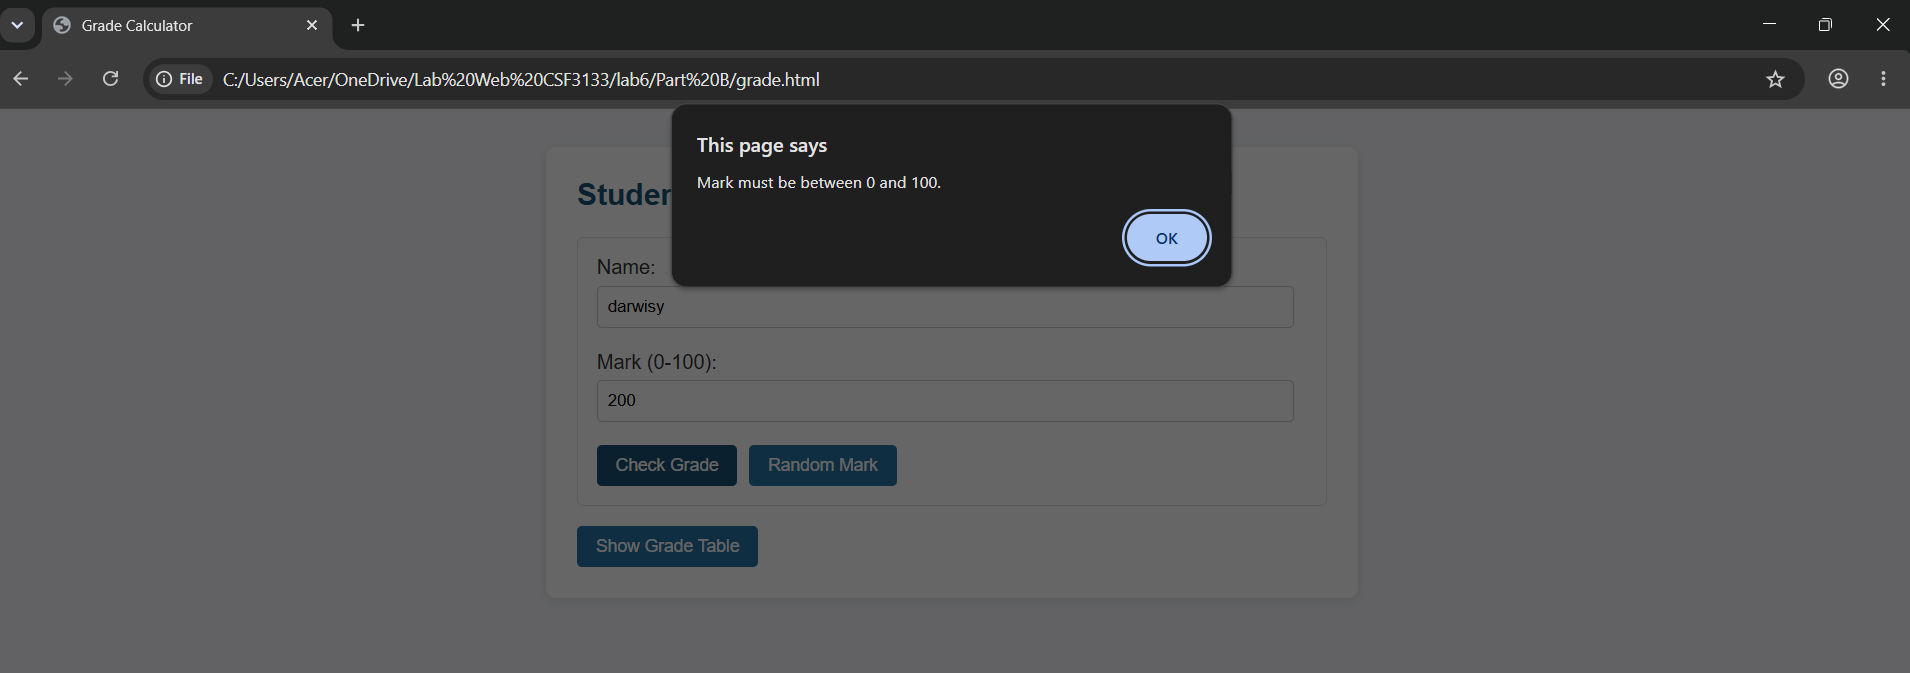 Grade Calculator
File C:/Users/Acer/OneDrive/Lab%20Web%20CSF3133/lab6/Part%20B/grade.html
This page says
Mark must be between 0 and 100.
OK
Name:
darwisy
Mark (0-100):
200
Check Grade Random Mark
Show Grade Table